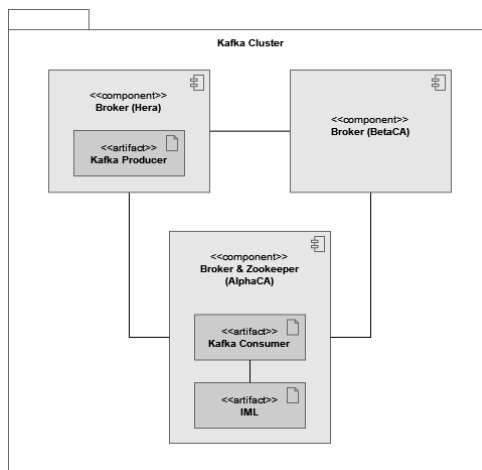 Kafka Cluster
<<component>>
Broker (Hera)
<<artifact>>
Kafka Producer
<<component>>
Broker (BetaCA)
<<component>>
Broker & Zookeeper
(AlphaCA)
<<artifact>>
Kafka Consumer
<<artifact>>
IML